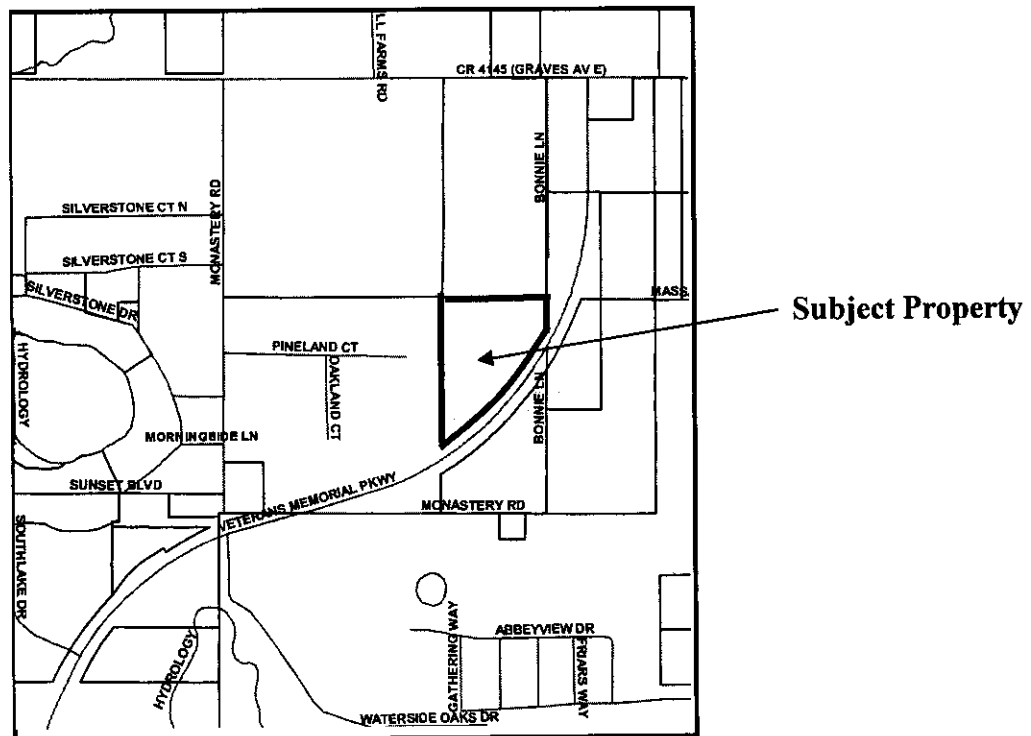 LL FARMS RD
CR 4145 (GRAVES AV E)
BONNIE LN
MONASTERY RD
SILVERSTONE CT N
SILVERSTONE CT S
SILVERSTONE DR
MASS
Subject Property
HYDROLOGY
PINELAND CT
OAKLAND CT
BONNIE LN
MORNINGSIDE LN
SUNSET BLVD
VETERANS MEMORIAL PKWY
MONASTERY RD
SOUTHLAKE DR
HYDROLOGY
GATHERING WAY
ABBEYVIEW DR
FRIARS WAY
WATERSIDE OAKS DR